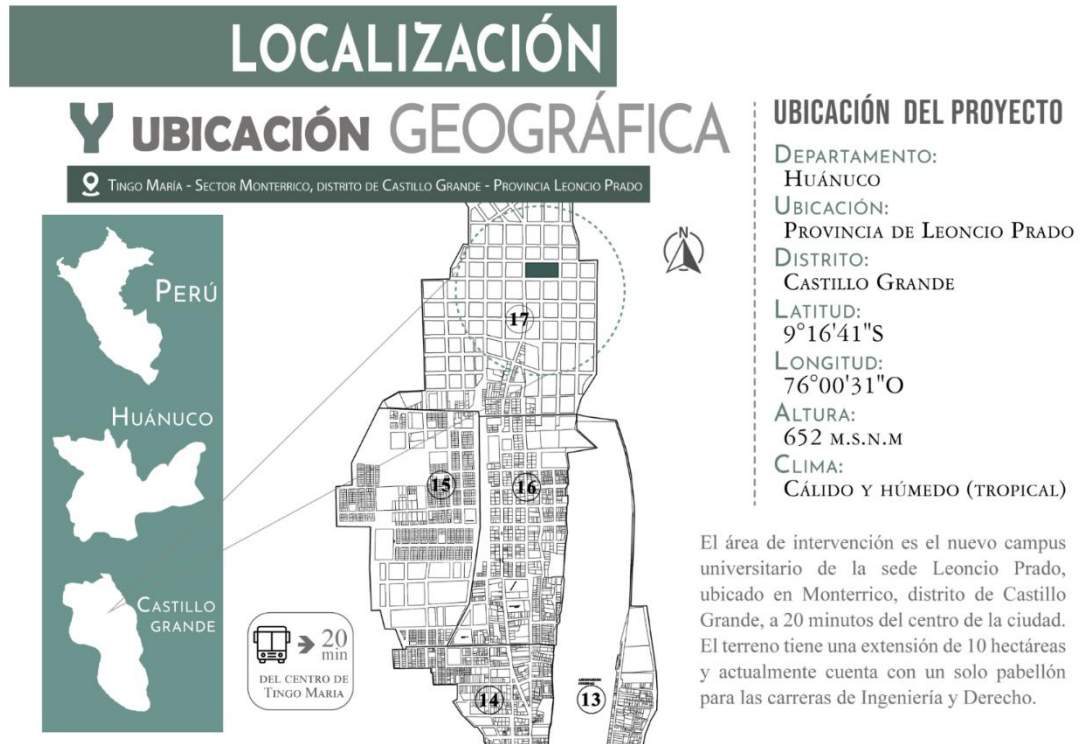 LOCALIZACIÓN
Y UBICACIÓN GEOGRÁFICA
TINGO MARÍA - SECTOR MONTERRICO, DISTRITO DE CASTILLO GRANDE - PROVINCIA LEONCIO PRADO
PERÚ
HUÁNUCO
CASTILLO
GRANDE
N
17
15
16
14
13
20
min
DEL CENTRO DE
TINGO MARIA
UBICACIÓN DEL PROYECTO
DEPARTAMENTO:
HUÁNUCO
UBICACIÓN:
PROVINCIA DE LEONCIO PRADO
DISTRITO:
CASTILLO GRANDE
LATITUD:
9°16'41"S
LONGITUD:
76°00'31"O
ALTURA:
652 M.S.N.M
CLIMA:
CÁLIDO Y HÚMEDO (TROPICAL)
El área de intervención es el nuevo campus
universitario de la sede Leoncio Prado,
ubicado en Monterrico, distrito de Castillo
Grande, a 20 minutos del centro de la ciudad.
El terreno tiene una extensión de 10 hectáreas
y actualmente cuenta con un solo pabellón
para las carreras de Ingeniería y Derecho.